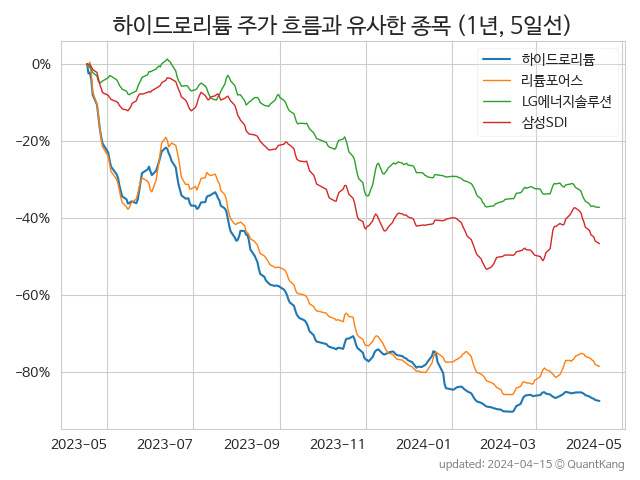 하이드로리튬 주가 흐름과 유사한 종목 (1년, 5일선)
하이드로리튬
리튬포어스
LG에너지솔루션
삼성SDI
0%
−20%
−40%
−60%
−80%
2023-05 2023-07 2023-09 2023-11 2024-01 2024-03 2024-05
updated: 2024-04-15 © QuantKang